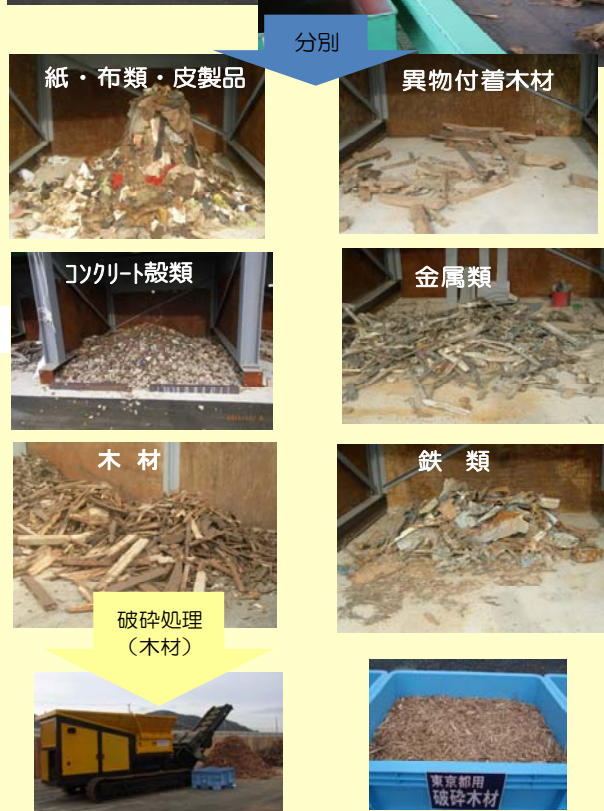 分別
紙・布類・皮製品
異物付着木材
コンクリート殻類
金属類
木 材
鉄 類
破砕処理
（木材）
東京都用
破砕木材